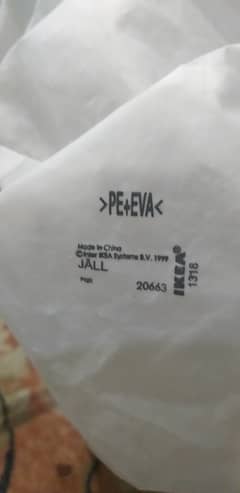 >PE+EVA<
Made in China
©Inter IKEA Systems B.V. 1999
JÄLL
20663
IKEA®
1318